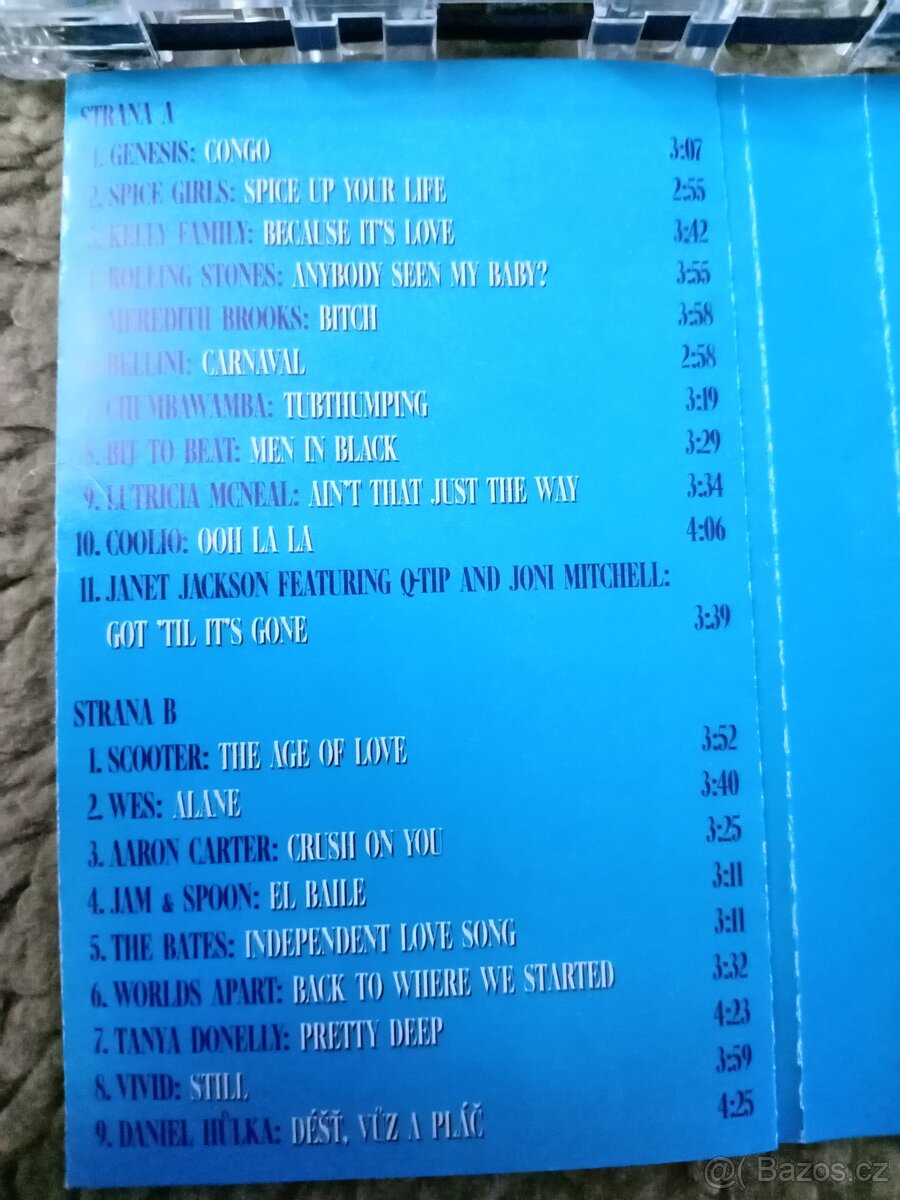 STRANA A
1. GENESIS: CONGO 3:07
2. SPICE GIRLS: SPICE UP YOUR LIFE 2:55
3. KELLY FAMILY: BECAUSE IT'S LOVE 3:42
4. ROLLING STONES: ANYBODY SEEN MY BABY? 3:55
MEREDITH BROOKS: BITCH 3:58
BELLINI: CARNAVAL 2:58
7. CHUMBAWAMBA: TUBTHUMPING 3:19
8. BIT TO BEAT: MEN IN BLACK 3:29
9. LUTRICIA MCNEAL: AIN'T THAT JUST THE WAY 3:34
10. COOLIO: OOH LA LA 4:06
11. JANET JACKSON FEATURING Q-TIP AND JONI MITCHELL:
GOT 'TIL IT'S GONE 3:39
STRANA B
1. SCOOTER: THE AGE OF LOVE 3:52
2. WES: ALANE 3:40
3. AARON CARTER: CRUSH ON YOU 3:25
4. JAM & SPOON: EL BAILE 3:11
5. THE BATES: INDEPENDENT LOVE SONG 3:11
6. WORLDS APART: BACK TO WHERE WE STARTED 3:32
7. TANYA DONELLY: PRETTY DEEP 4:23
8. VIVID: STILL 3:59
9. DANIEL HŮLKA: DÉŠŤ, VŮZ A PLÁČ 4:25
@( Bazos.cz